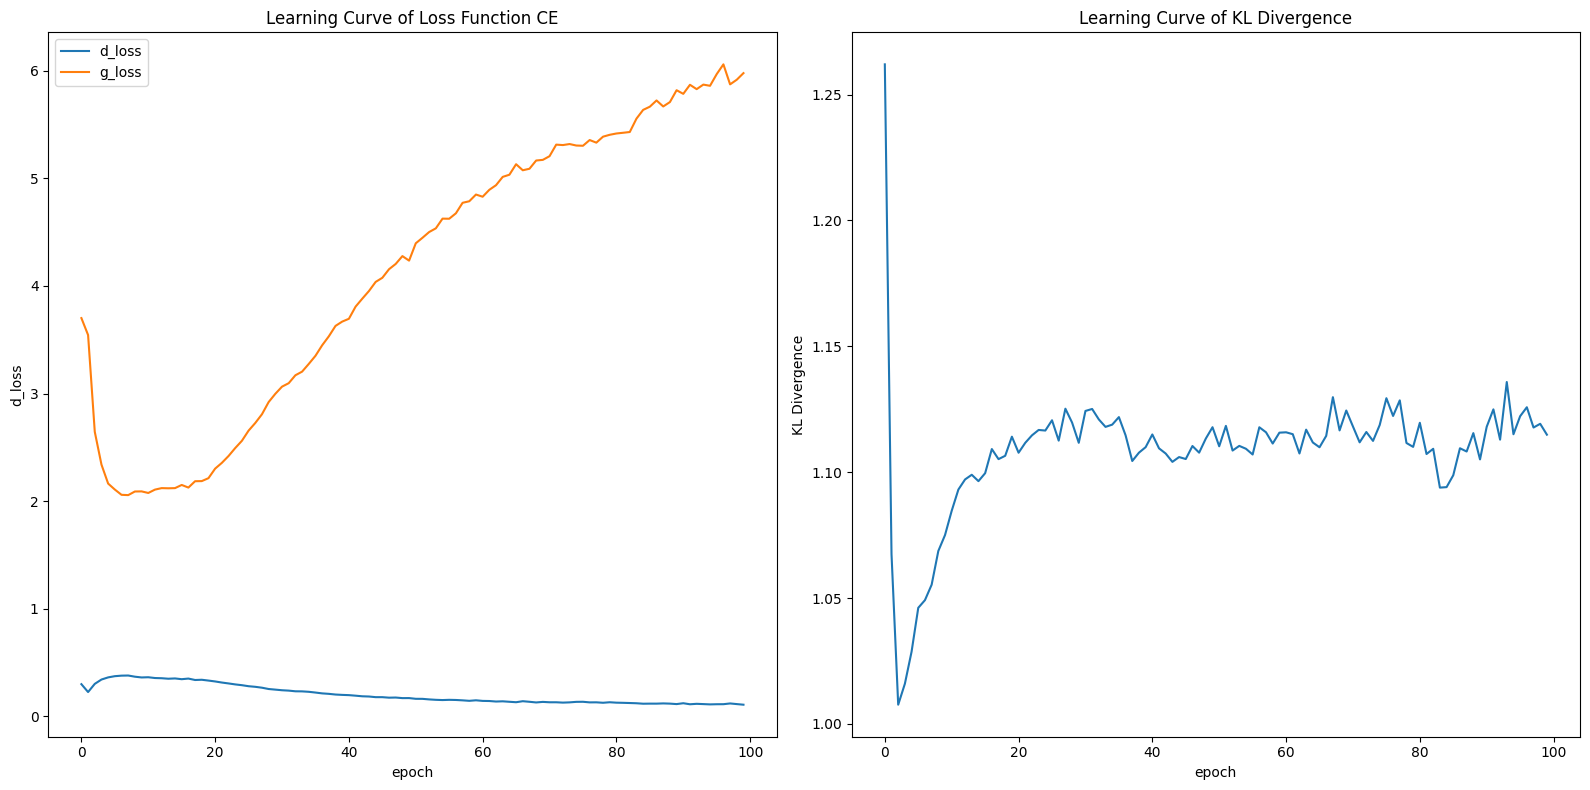 Learning Curve of Loss Function CE
d_loss
g_loss
6
5
4
3
2
1
0
d_loss
0 20 40 60 80 100
epoch
Learning Curve of KL Divergence
1.25
1.20
1.15
1.10
1.05
1.00
KL Divergence
0 20 40 60 80 100
epoch